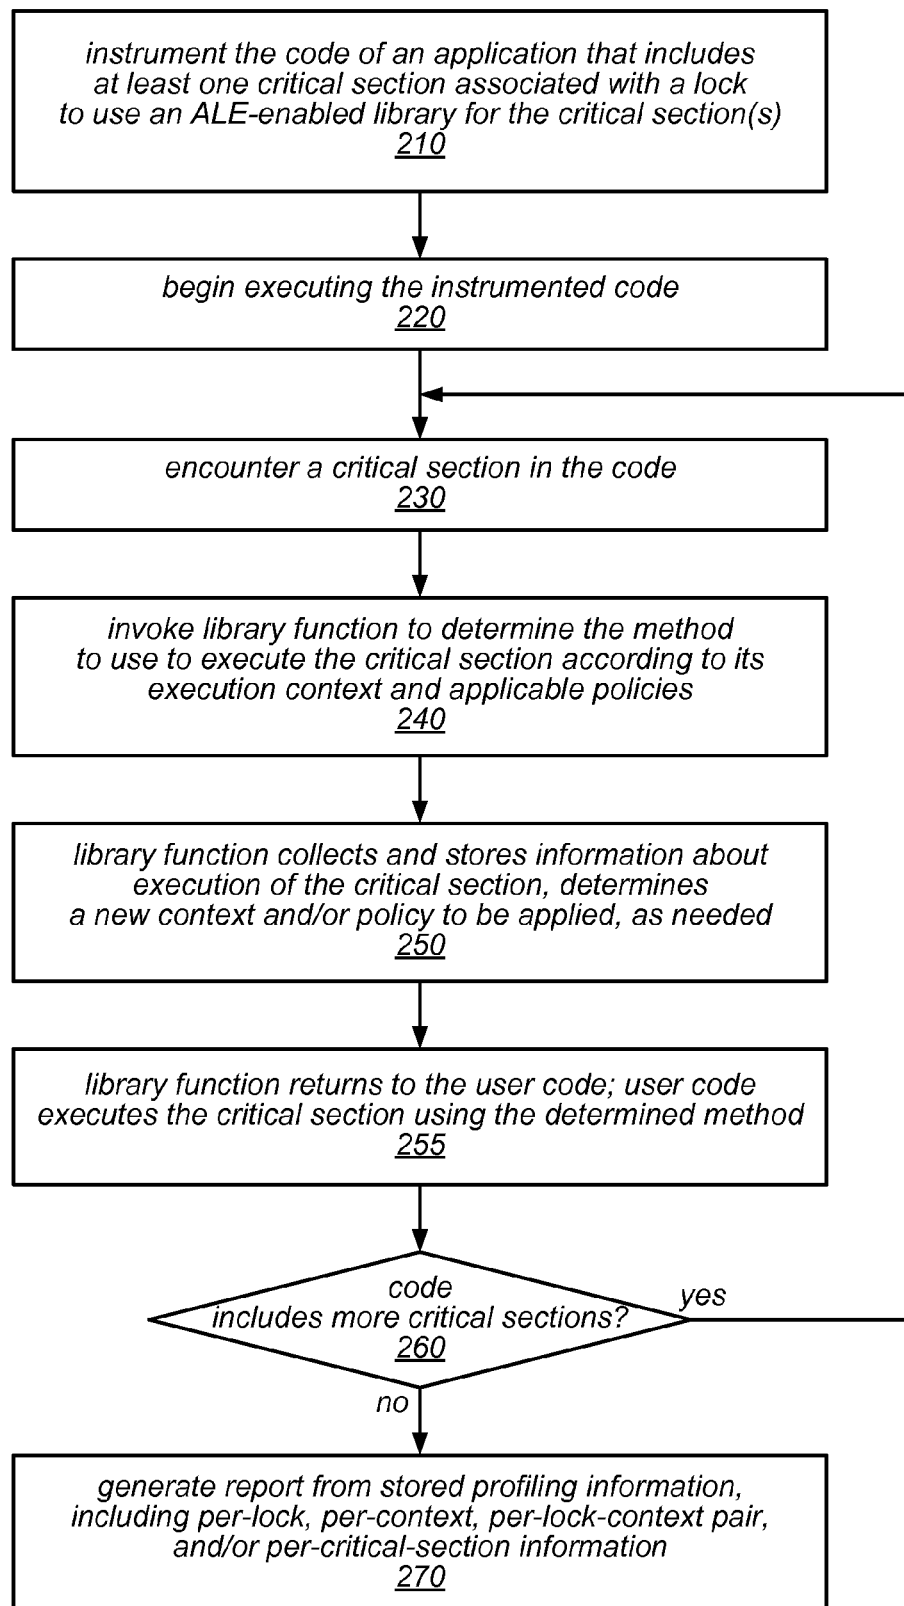 instrument the code of an application that includes
at least one critical section associated with a lock
to use an ALE-enabled library for the critical section(s)
210
begin executing the instrumented code
220
encounter a critical section in the code
230
invoke library function to determine the method
to use to execute the critical section according to its
execution context and applicable policies
240
library function collects and stores information about
execution of the critical section, determines
a new context and/or policy to be applied, as needed
250
library function returns to the user code; user code
executes the critical section using the determined method
255
code
includes more critical sections?
260
yes
no
generate report from stored profiling information,
including per-lock, per-context, per-lock-context pair,
and/or per-critical-section information
270